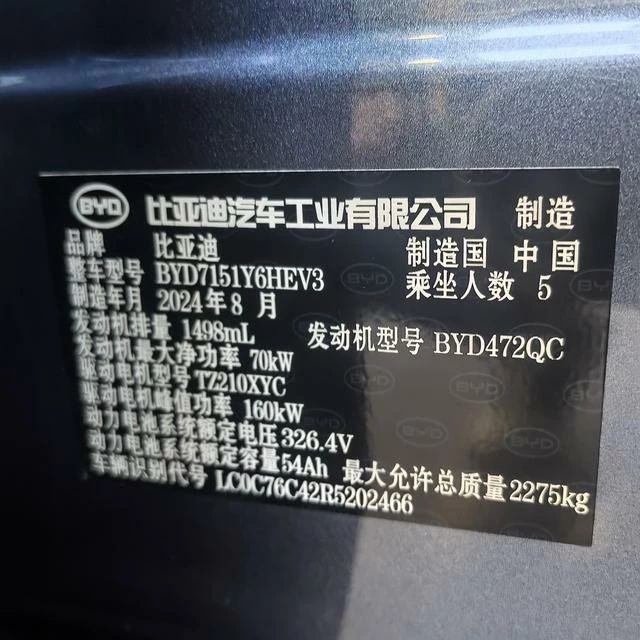 BYD 比亚迪汽车工业有限公司 制造
品牌 比亚迪 制造国 中国
整车型号 BYD7151Y6HEV3 乘坐人数 5
制造年月 2024年8月
发动机排量 1498mL 发动机型号 BYD472QC
发动机最大净功率 70kW
驱动电机型号 TZ210XYC
驱动电机峰值功率 160kW
动力电池系统额定电压 326.4V
动力电池系统额定容量 54Ah 最大允许总质量 2275kg
车辆识别代号 LC0C76C42R5202466